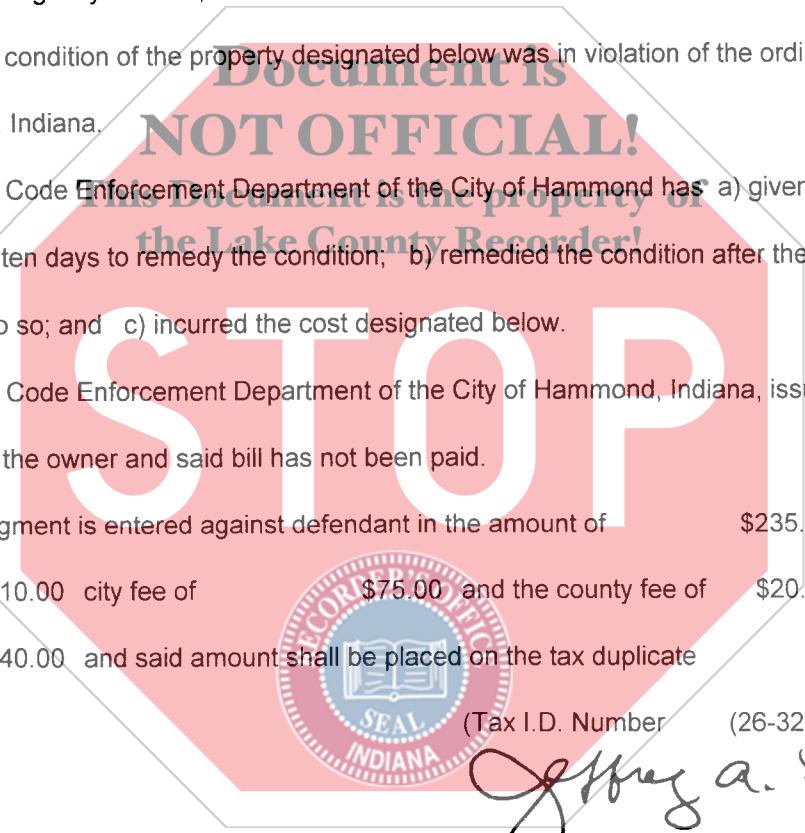 condition of the property designated below was in violation of the ordi
Document is
Indiana.
NOT OFFICIAL!
Code Enforcement Department of the City of Hammond has a) given
This Document is the property of
ten days to remedy the condition; b) remedied the condition after the
the Lake County Recorder!
o so; and c) incurred the cost designated below.
STOP
Code Enforcement Department of the City of Hammond, Indiana, issu
the owner and said bill has not been paid.
gment is entered against defendant in the amount of $235.
10.00 city fee of $75.00 and the county fee of $20.
40.00 and said amount shall be placed on the tax duplicate
RECORDER'S OFFICE
SEAL
INDIANA
(Tax I.D. Number (26-32
Jeffrey A.